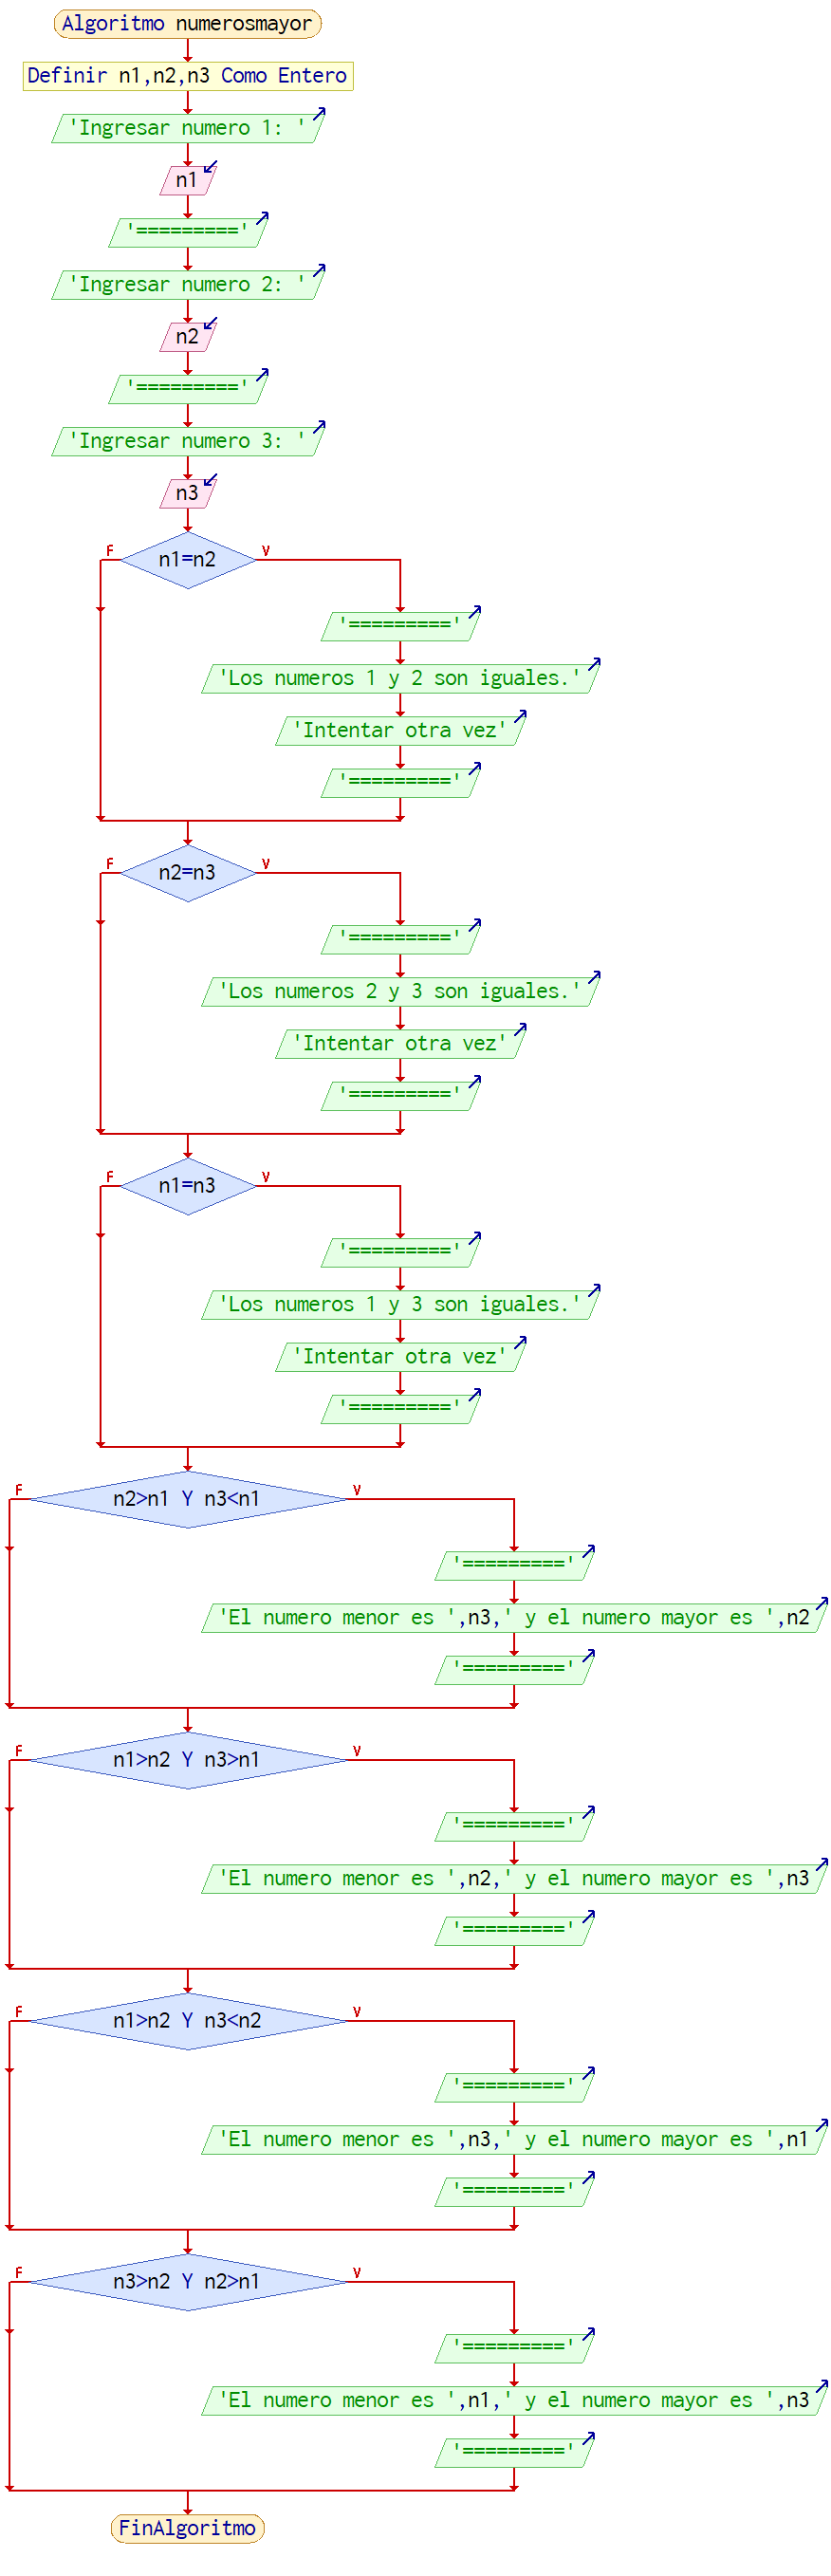 Algoritmo numerosmayor
Definir n1,n2,n3 Como Entero
'Ingresar numero 1: '
n1
'========='
'Ingresar numero 2: '
n2
'========='
'Ingresar numero 3: '
n3
F
V
n1=n2
'========='
'Los numeros 1 y 2 son iguales.'
'Intentar otra vez'
'========='
F
V
n2=n3
'========='
'Los numeros 2 y 3 son iguales.'
'Intentar otra vez'
'========='
F
V
n1=n3
'========='
'Los numeros 1 y 3 son iguales.'
'Intentar otra vez'
'========='
F
V
n2>n1 Y n3<n1
'========='
'El numero menor es ',n3,' y el numero mayor es ',n2
'========='
F
V
n1>n2 Y n3>n1
'========='
'El numero menor es ',n2,' y el numero mayor es ',n3
'========='
F
V
n1>n2 Y n3<n2
'========='
'El numero menor es ',n3,' y el numero mayor es ',n1
'========='
F
V
n3>n2 Y n2>n1
'========='
'El numero menor es ',n1,' y el numero mayor es ',n3
'========='
FinAlgoritmo